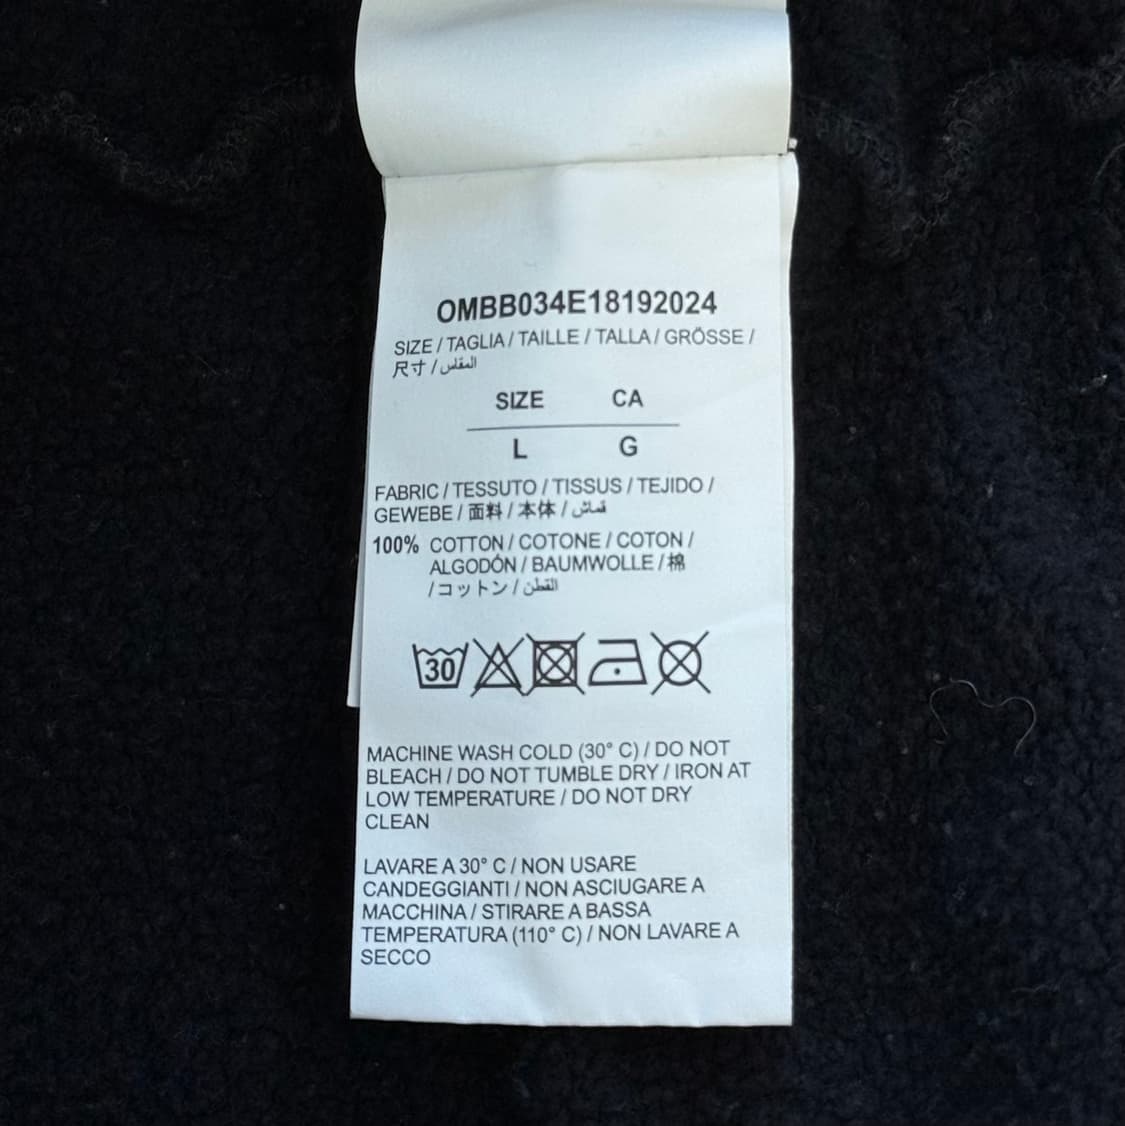 OMBB034E18192024
SIZE / TAGLIA / TAILLE / TALLA / GRÖSSE /
尺寸 / المقاس
SIZE CA
L G
FABRIC / TESSUTO / TISSUS / TEJIDO /
GEWEBE / 面料 / 本体 / قماش
100% COTTON / COTONE / COTON /
ALGODÓN / BAUMWOLLE / 棉
/ コットン / القطن
30
MACHINE WASH COLD (30° C) / DO NOT
BLEACH / DO NOT TUMBLE DRY / IRON AT
LOW TEMPERATURE / DO NOT DRY
CLEAN
LAVARE A 30° C / NON USARE
CANDEGGIANTI / NON ASCIUGARE A
MACCHINA / STIRARE A BASSA
TEMPERATURA (110° C) / NON LAVARE A
SECCO